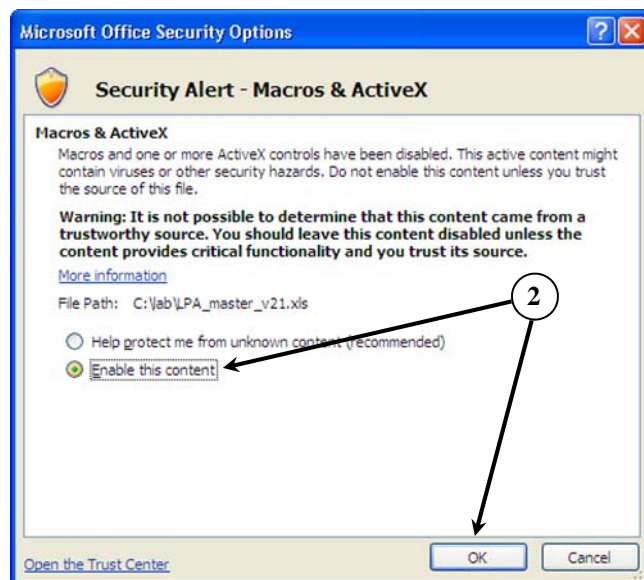 Microsoft Office Security Options
Security Alert - Macros & ActiveX
Macros & ActiveX
Macros and one or more ActiveX controls have been disabled. This active content might
contain viruses or other security hazards. Do not enable this content unless you trust
the source of this file.
Warning: It is not possible to determine that this content came from a
trustworthy source. You should leave this content disabled unless the
content provides critical functionality and you trust its source.
More information
File Path: C:\lab\LPA_master_v21.xls
2
Help protect me from unknown content (recommended)
Enable this content
Open the Trust Center
OK
Cancel